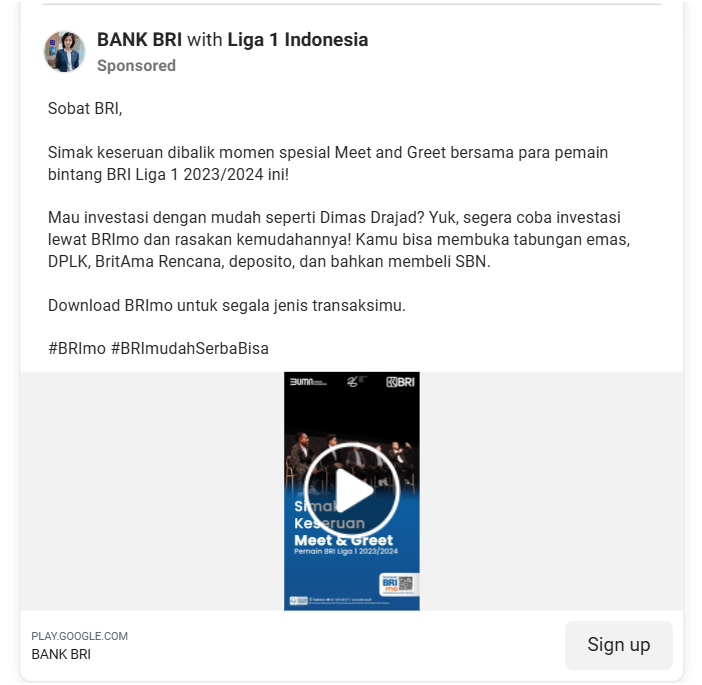 BANK BRI with Liga 1 Indonesia
Sponsored
Sobat BRI,
Simak keseruan dibalik momen spesial Meet and Greet bersama para pemain
bintang BRI Liga 1 2023/2024 ini!
Mau investasi dengan mudah seperti Dimas Drajad? Yuk, segera coba investasi
lewat BRImo dan rasakan kemudahannya! Kamu bisa membuka tabungan emas,
DPLK, BritAma Rencana, deposito, dan bahkan membeli SBN.
Download BRImo untuk segala jenis transaksimu.
#BRImo #BRImudahSerbaBisa
BUMN
BRI
Simak
Keseruan
Meet & Greet
Pemain BRI Liga 1 2023/2024
BRI
mo
PLAY.GOOGLE.COM
BANK BRI
Sign up